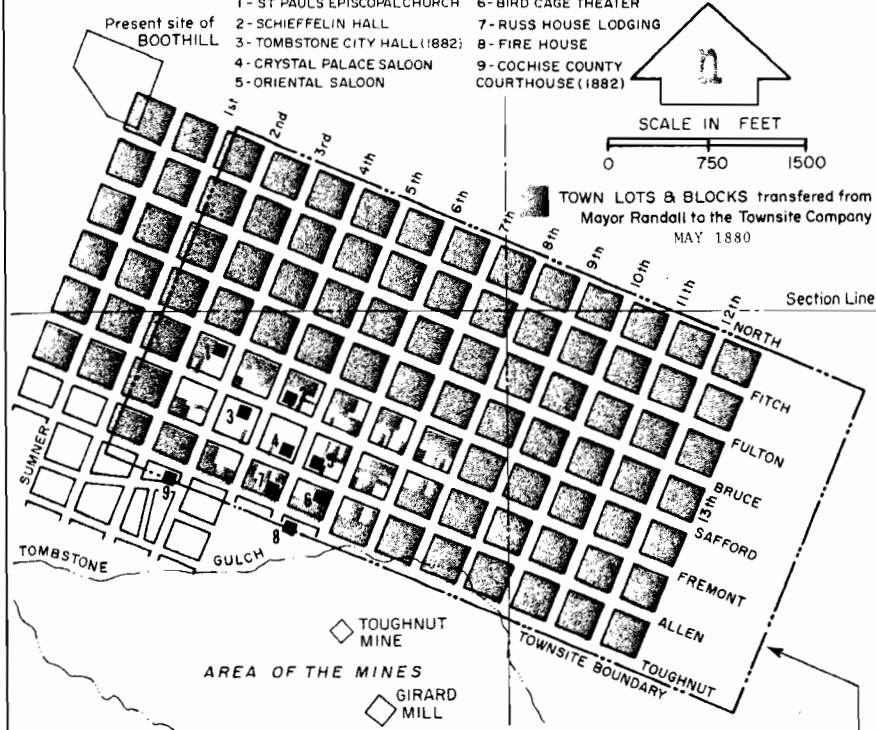 1 - ST PAULS EPISCOPAL CHURCH
2 - SCHIEFFELIN HALL
3 - TOMBSTONE CITY HALL (1882)
4 - CRYSTAL PALACE SALOON
5 - ORIENTAL SALOON
6 - BIRD CAGE THEATER
7 - RUSS HOUSE LODGING
8 - FIRE HOUSE
9 - COCHISE COUNTY
COURTHOUSE (1882)
Present site of
BOOTHILL
n
SCALE IN FEET
0 750 1500
TOWN LOTS & BLOCKS transfered from
Mayor Randall to the Townsite Company
MAY 1880
1st
2nd
3rd
4th
5th
6th
7th
8th
9th
10th
11th
12th
13th
Section Line
NORTH
FITCH
FULTON
BRUCE
SAFFORD
FREMONT
ALLEN
TOUGHNUT
SUMNER
3
4
5
6
7
8
9
TOMBSTONE GULCH
TOWNSITE BOUNDARY
TOUGHNUT
MINE
AREA OF THE MINES
GIRARD
MILL